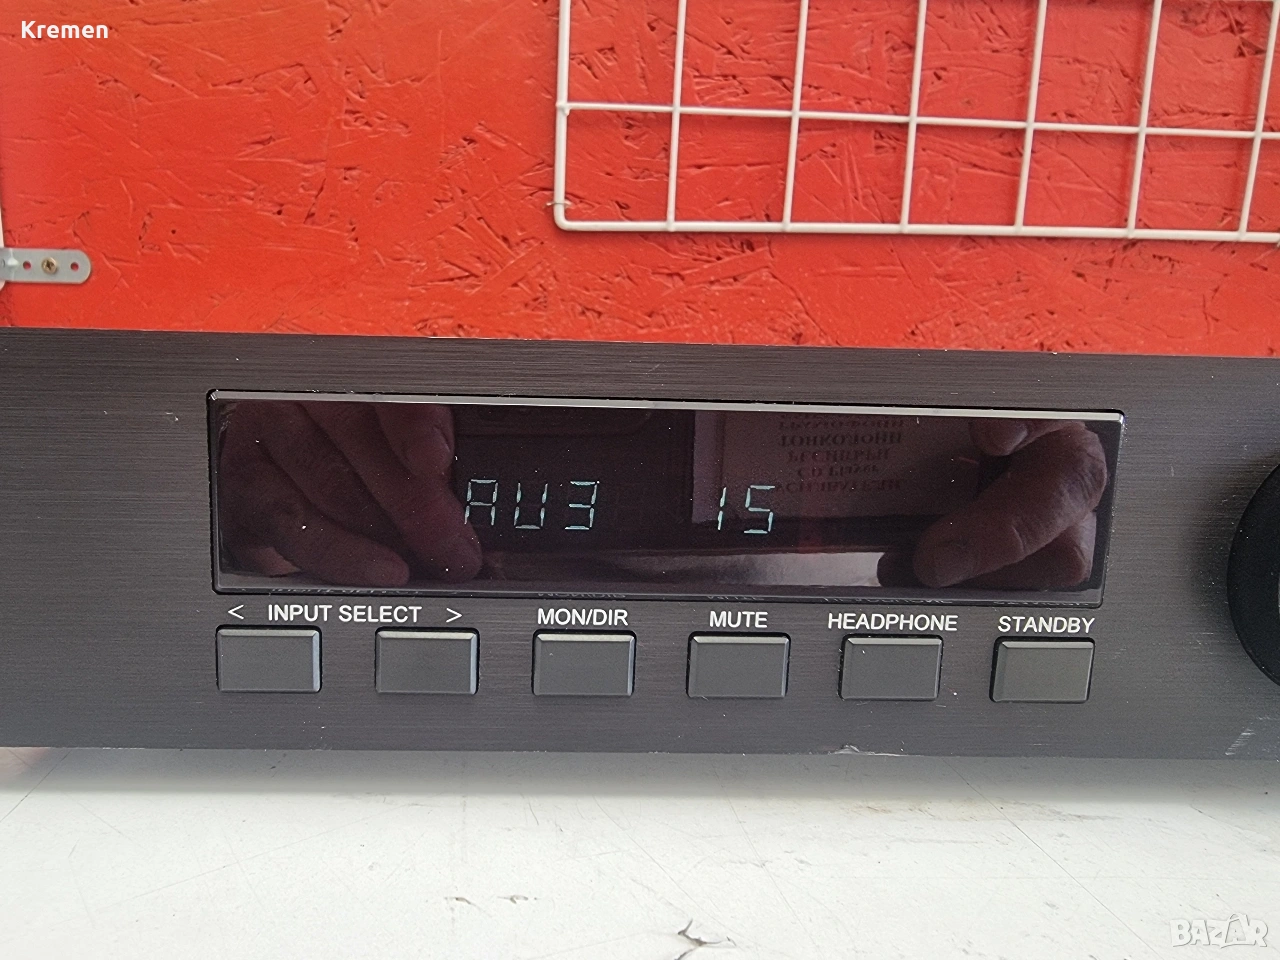 Kremen
AU3 15
< INPUT SELECT > MON/DIR MUTE HEADPHONE STANDBY
BAZAR